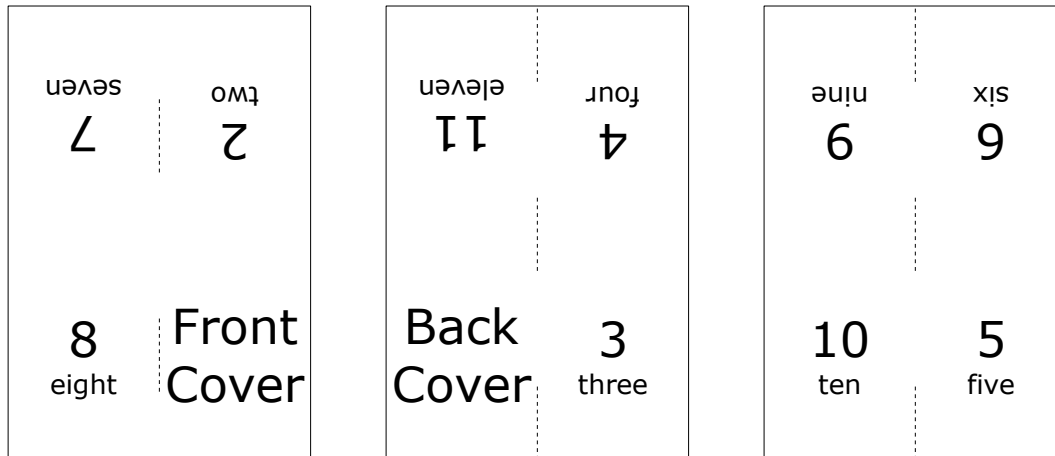 7
seven
2
two
8
eight
Front
Cover
11
eleven
4
four
Back
Cover
3
three
9
nine
6
six
10
ten
5
five